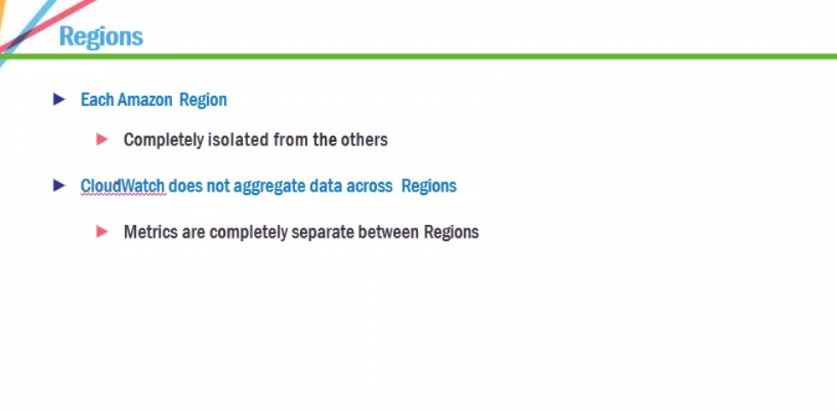 Regions
Each Amazon Region
Completely isolated from the others
CloudWatch does not aggregate data across Regions
Metrics are completely separate between Regions